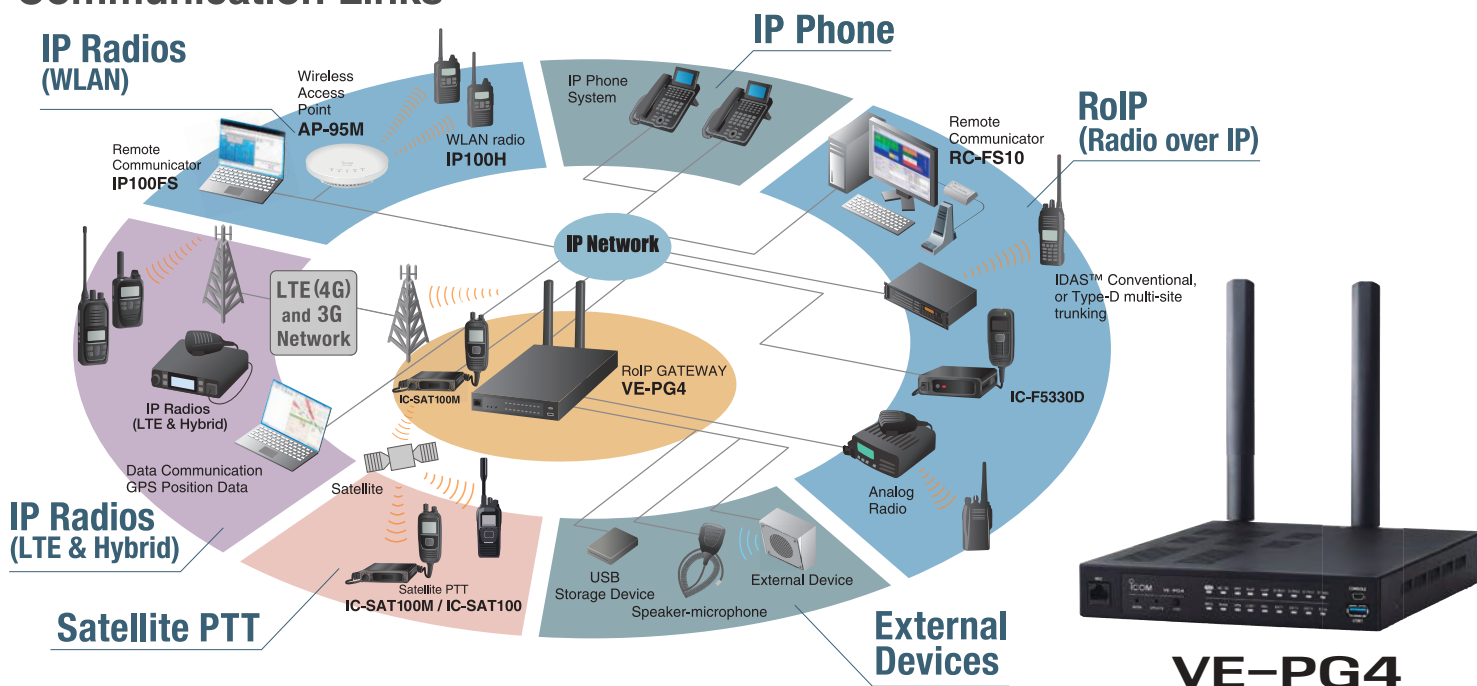 Communication Links
IP Radios
(WLAN)
Wireless
Access
Point
AP-95M
WLAN radio
IP100H
Remote
Communicator
IP100FS
IP Phone
IP Phone
System
RoIP
(Radio over IP)
Remote
Communicator
RC-FS10
IDAS™ Conventional,
or Type-D multi-site
trunking
IC-F5330D
Analog
Radio
IP Network
LTE (4G)
and 3G
Network
IC-SAT100M
RoIP GATEWAY
VE-PG4
IP Radios
(LTE & Hybrid)
Data Communication
GPS Position Data
IP Radios
(LTE & Hybrid)
Satellite
Satellite PTT
IC-SAT100M / IC-SAT100
Satellite PTT
USB
Storage Device
Speaker-microphone
External Device
External
Devices
ICOM VE-PG4
CONSOLE
VE-PG4